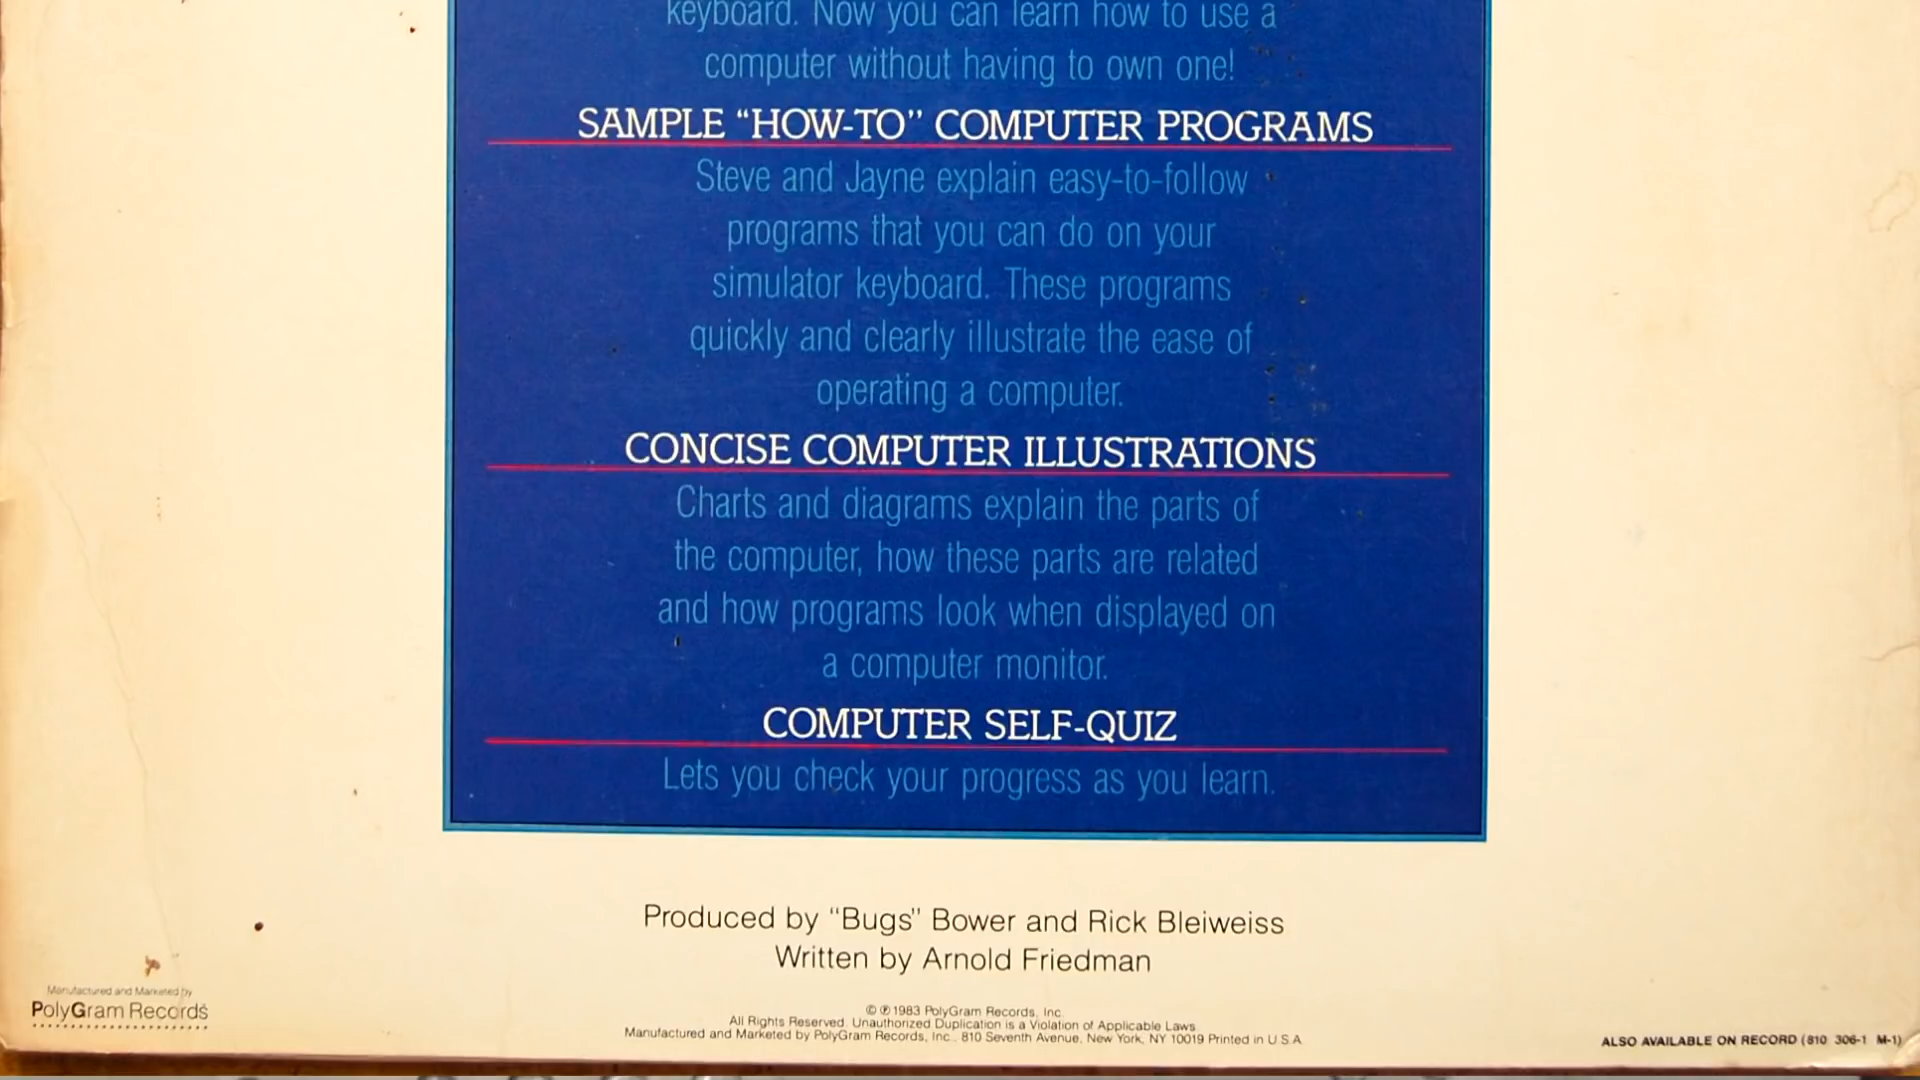 keyboard. Now you can learn how to use a
computer without having to own one!
SAMPLE “HOW-TO” COMPUTER PROGRAMS
Steve and Jayne explain easy-to-follow
programs that you can do on your
simulator keyboard. These programs
quickly and clearly illustrate the ease of
operating a computer.
CONCISE COMPUTER ILLUSTRATIONS
Charts and diagrams explain the parts of
the computer, how these parts are related
and how programs look when displayed on
a computer monitor.
COMPUTER SELF-QUIZ
Lets you check your progress as you learn.
Produced by “Bugs” Bower and Rick Bleiweiss
Written by Arnold Friedman
Manufactured and Marketed by
PolyGram Records
© ℗ 1983 PolyGram Records, Inc.
All Rights Reserved. Unauthorized Duplication is a Violation of Applicable Laws
Manufactured and Marketed by PolyGram Records, Inc., 810 Seventh Avenue, New York, NY 10019 Printed in U.S.A.
ALSO AVAILABLE ON RECORD (810 306-1 M-1)